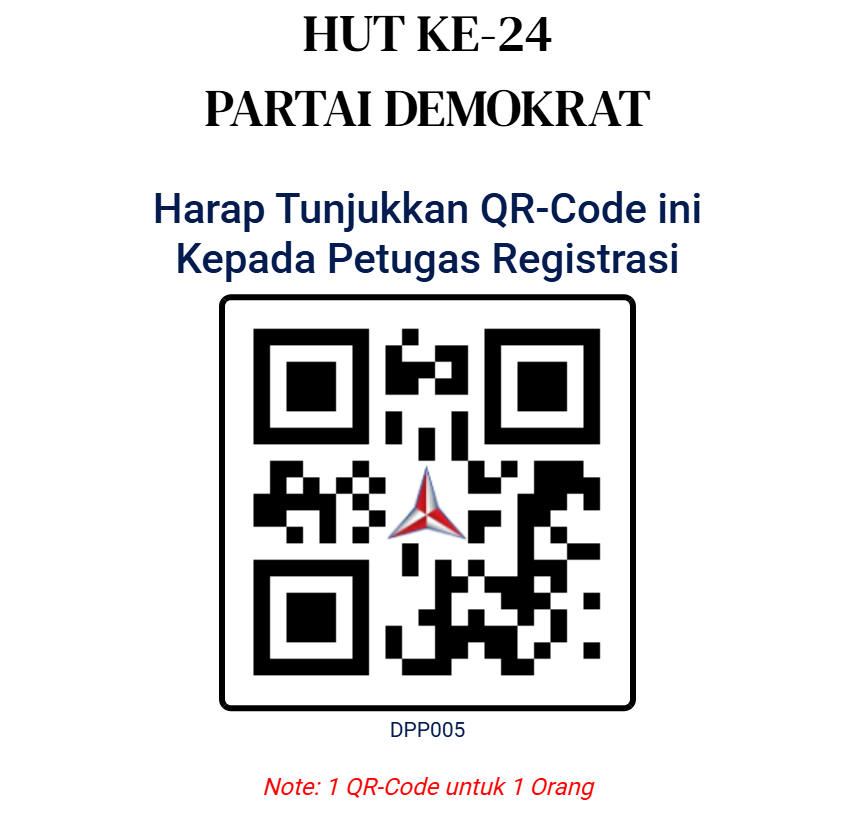 HUT KE-24
PARTAI DEMOKRAT
Harap Tunjukkan QR-Code ini
Kepada Petugas Registrasi
DPP005
Note: 1 QR-Code untuk 1 Orang